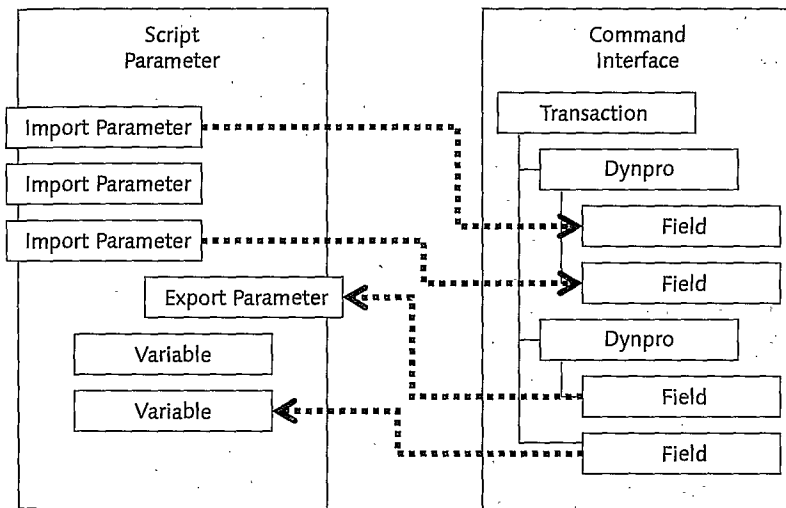 Script
Parameter
Import Parameter
Import Parameter
Import Parameter
Export Parameter
Variable
Variable
Command
Interface
Transaction
Dynpro
Field
Field
Dynpro
Field
Field